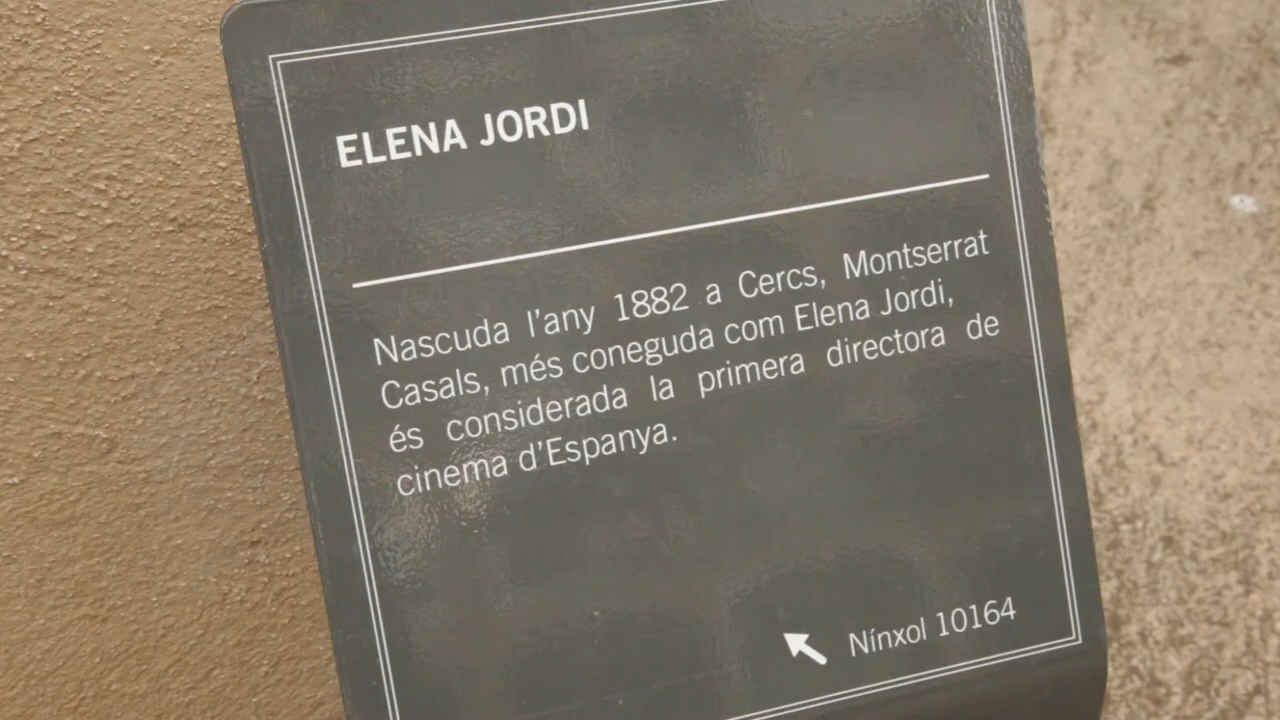 ELENA JORDI
Nascuda l'any 1882 a Cercs, Montserrat
Casals, més coneguda com Elena Jordi,
és considerada la primera directora de
cinema d'Espanya.
Nínxol 10164